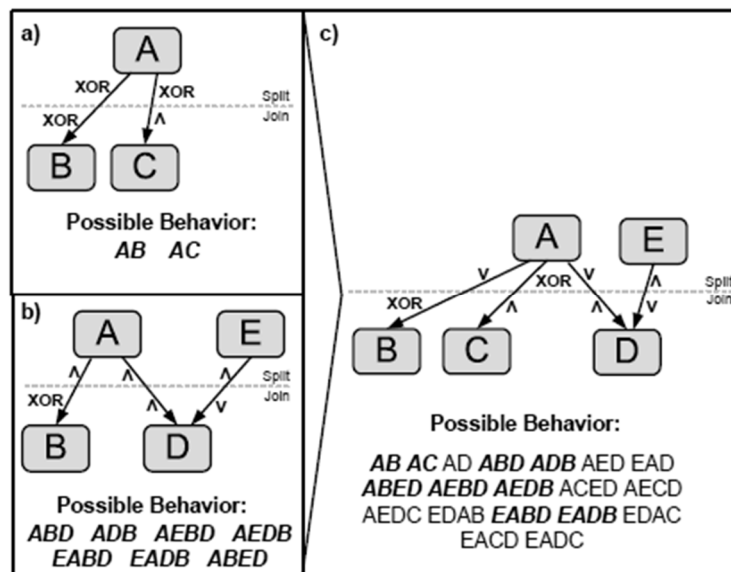 a)
A
XOR XOR
Split
XOR ∧
Join
B C
Possible Behavior:
AB AC
b)
A E
∧ ∧ ∧
Split
XOR ∧ ∨
Join
B D
Possible Behavior:
ABD ADB AEBD AEDB
EABD EADB ABED
c)
A E
∨ XOR ∨ ∧
Split
XOR ∧ ∧ ∨
Join
B C D
Possible Behavior:
AB AC AD ABD ADB AED EAD
ABED AEBD AEDB ACED AECD
AEDC EDAB EABD EADB EDAC
EACD EADC